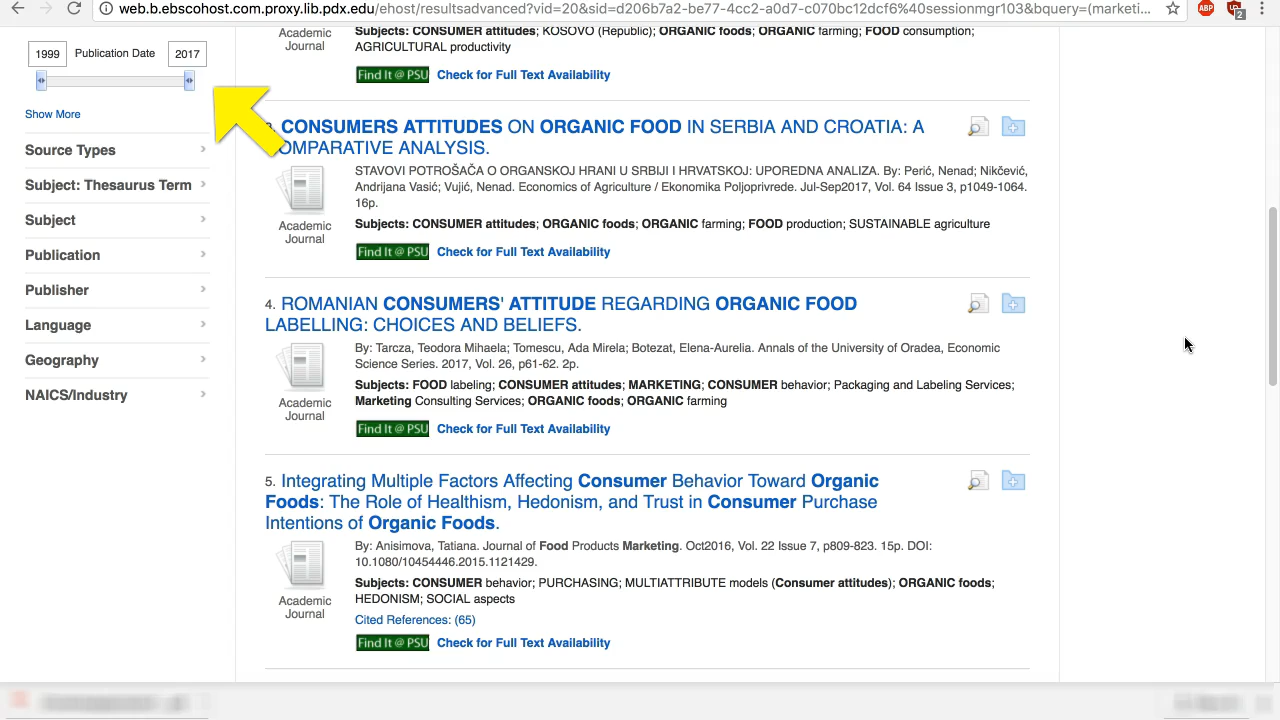 web.b.ebscohost.com.proxy.lib.pdx.edu/ehost/resultsadvanced?vid=20&sid=d206b7a2-be77-4cc2-a0d7-c070bc12dcf6%40sessionmgr103&bquery=(marketi...
ABP
2
1999 Publication Date 2017
Show More
Source Types
Subject: Thesaurus Term
Subject
Publication
Publisher
Language
Geography
NAICS/Industry
Academic
Journal
Subjects: CONSUMER attitudes; KOSOVO (Republic); ORGANIC foods; ORGANIC farming; FOOD consumption;
AGRICULTURAL productivity
Find It @ PSU Check for Full Text Availability
CONSUMERS ATTITUDES ON ORGANIC FOOD IN SERBIA AND CROATIA: A
OMPARATIVE ANALYSIS.
Academic
Journal
STAVOVI POTROŠAČA O ORGANSKOJ HRANI U SRBIJI I HRVATSKOJ: UPOREDNA ANALIZA. By: Perić, Nenad; Nikčević,
Andrijana Vasić; Vujić, Nenad. Economics of Agriculture / Ekonomika Poljoprivrede. Jul-Sep2017, Vol. 64 Issue 3, p1049-1064.
16p.
Subjects: CONSUMER attitudes; ORGANIC foods; ORGANIC farming; FOOD production; SUSTAINABLE agriculture
Find It @ PSU Check for Full Text Availability
4. ROMANIAN CONSUMERS' ATTITUDE REGARDING ORGANIC FOOD
LABELLING: CHOICES AND BELIEFS.
Academic
Journal
By: Tarcza, Teodora Mihaela; Tomescu, Ada Mirela; Botezat, Elena-Aurelia. Annals of the University of Oradea, Economic
Science Series. 2017, Vol. 26, p61-62. 2p.
Subjects: FOOD labeling; CONSUMER attitudes; MARKETING; CONSUMER behavior; Packaging and Labeling Services;
Marketing Consulting Services; ORGANIC foods; ORGANIC farming
Find It @ PSU Check for Full Text Availability
5. Integrating Multiple Factors Affecting Consumer Behavior Toward Organic
Foods: The Role of Healthism, Hedonism, and Trust in Consumer Purchase
Intentions of Organic Foods.
Academic
Journal
By: Anisimova, Tatiana. Journal of Food Products Marketing. Oct2016, Vol. 22 Issue 7, p809-823. 15p. DOI:
10.1080/10454446.2015.1121429.
Subjects: CONSUMER behavior; PURCHASING; MULTIATTRIBUTE models (Consumer attitudes); ORGANIC foods;
HEDONISM; SOCIAL aspects
Cited References: (65)
Find It @ PSU Check for Full Text Availability